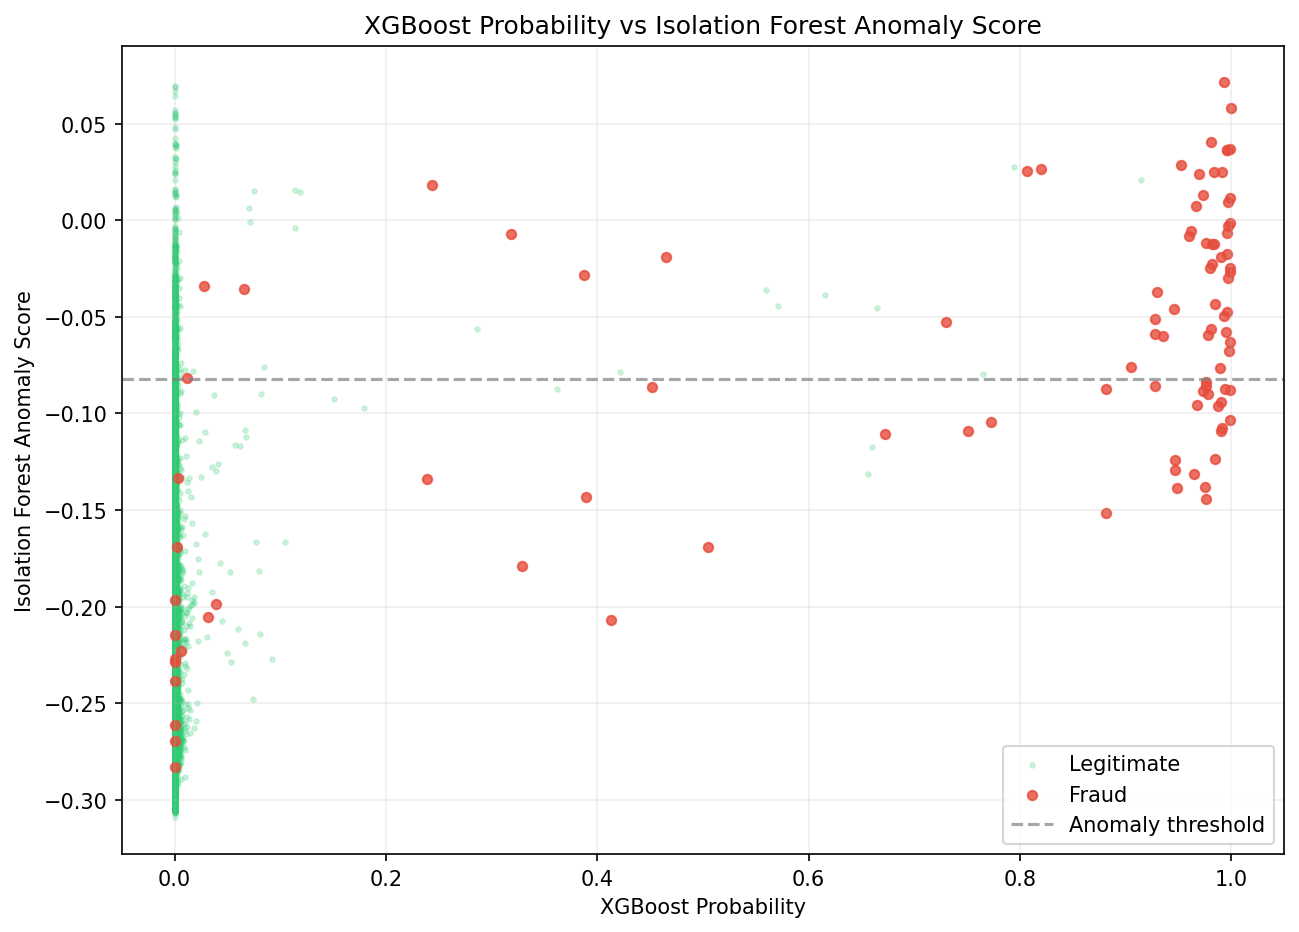 XGBoost Probability vs Isolation Forest Anomaly Score
Isolation Forest Anomaly Score
0.05
0.00
−0.05
−0.10
−0.15
−0.20
−0.25
−0.30
Legitimate
Fraud
Anomaly threshold
0.0 0.2 0.4 0.6 0.8 1.0
XGBoost Probability